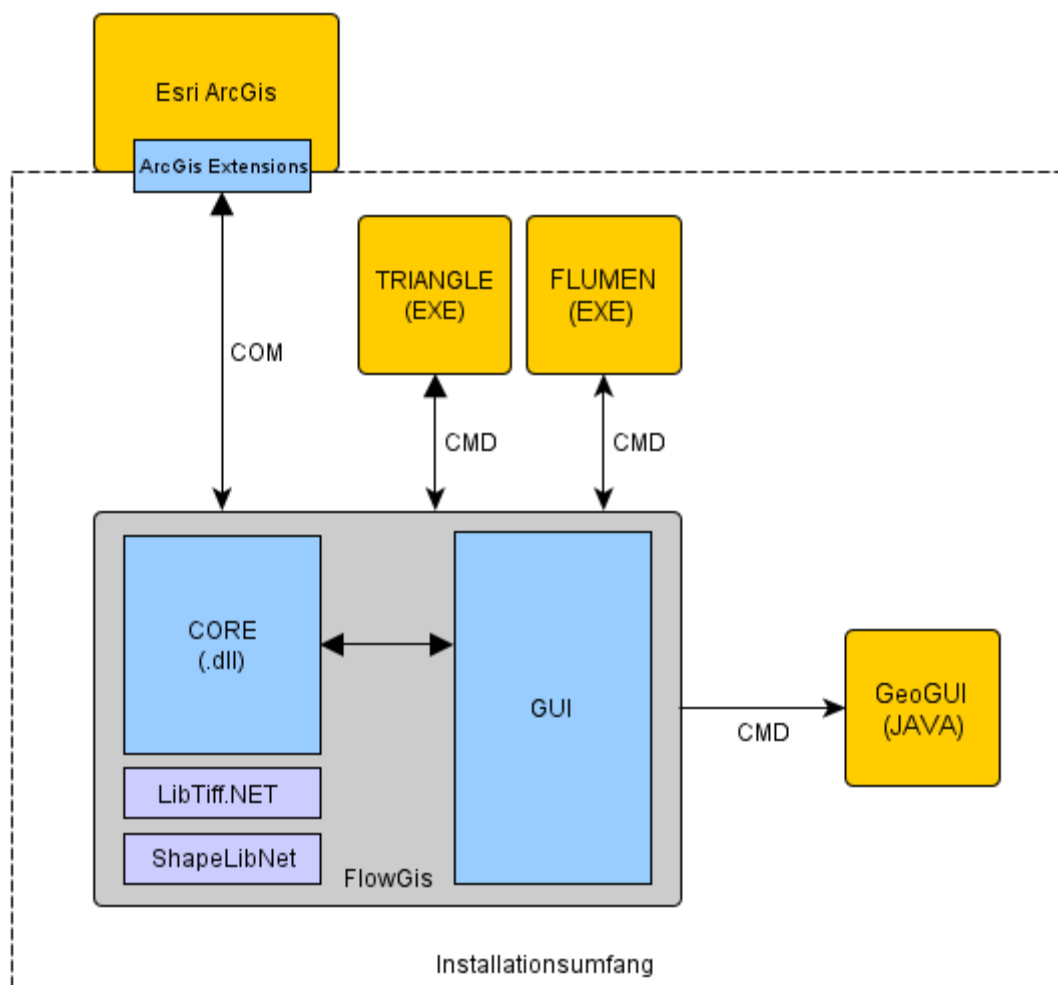 Esri ArcGis
ArcGis Extensions
COM
TRIANGLE
(EXE)
FLUMEN
(EXE)
CMD
CMD
CORE
(.dll)
GUI
LibTiff.NET
ShapeLibNet
FlowGis
CMD
GeoGUI
(JAVA)
Installationsumfang